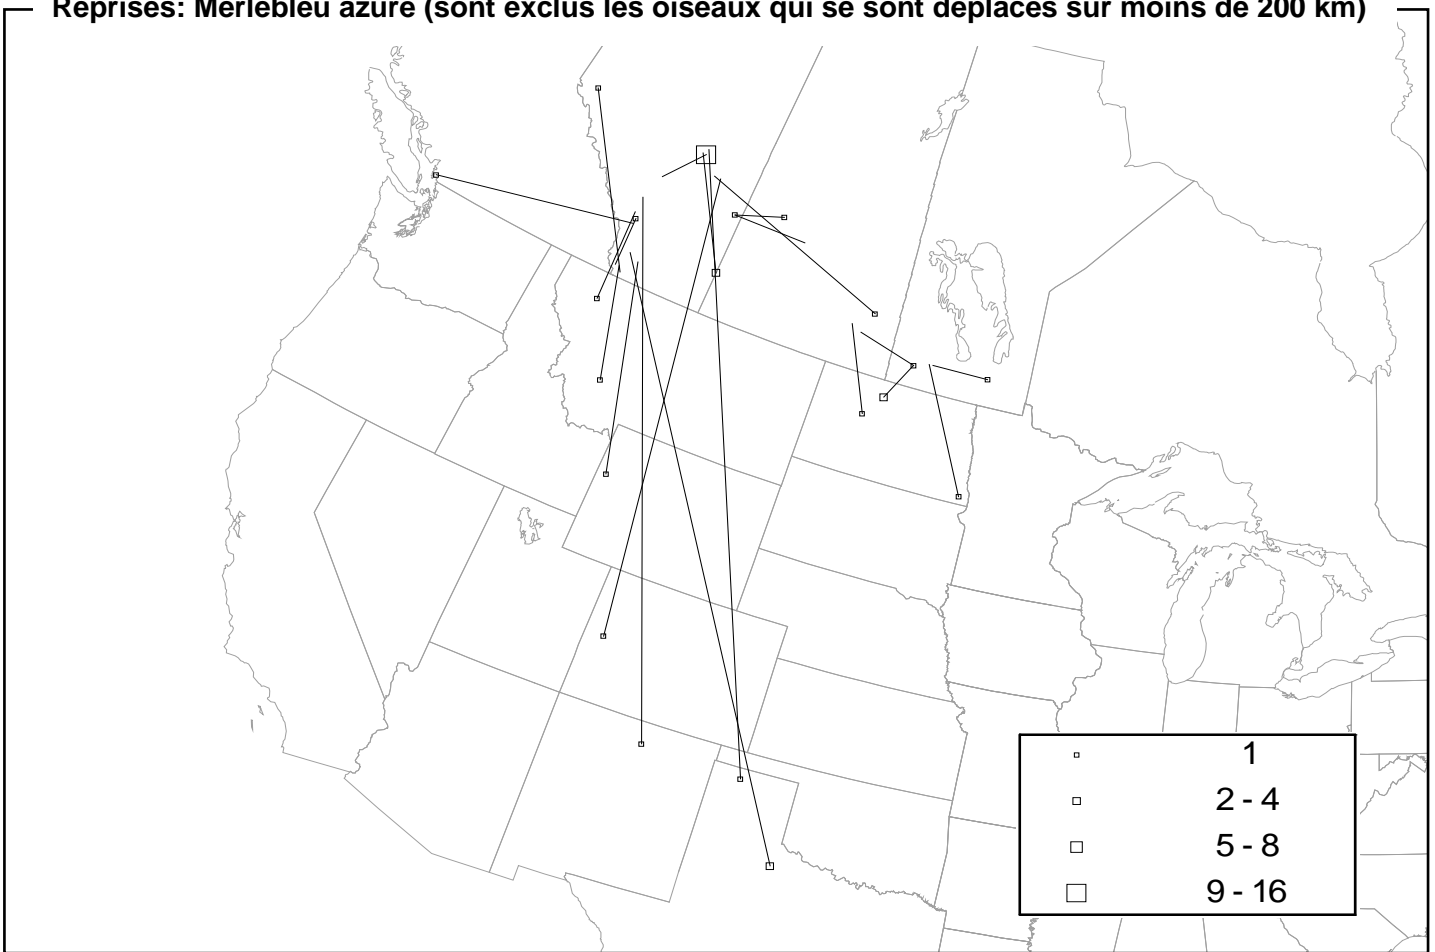 Reprises: Merlebleu azuré (sont exclus les oiseaux qui se sont déplacés sur moins de 200 km)
1
2 - 4
5 - 8
9 - 16